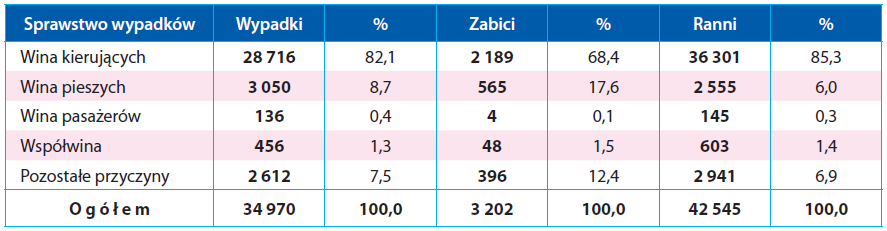 Sprawstwo wypadków Wypadki % Zabici % Ranni %
Wina kierujących 28 716 82,1 2 189 68,4 36 301 85,3
Wina pieszych 3 050 8,7 565 17,6 2 555 6,0
Wina pasażerów 136 0,4 4 0,1 145 0,3
Współwina 456 1,3 48 1,5 603 1,4
Pozostałe przyczyny 2 612 7,5 396 12,4 2 941 6,9
O g ó ł e m 34 970 100,0 3 202 100,0 42 545 100,0